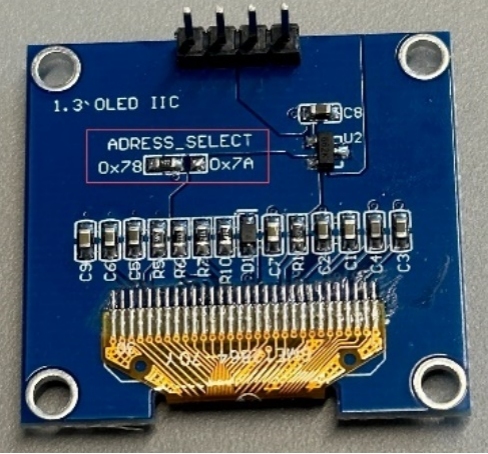 1.3` OLED IIC
C8
ADRESS_SELECT
U2
0x78
0x7A
C9
C6
C5
R5
R6
R7
R10
D1
C7
R1
C2
C1
C4
C3